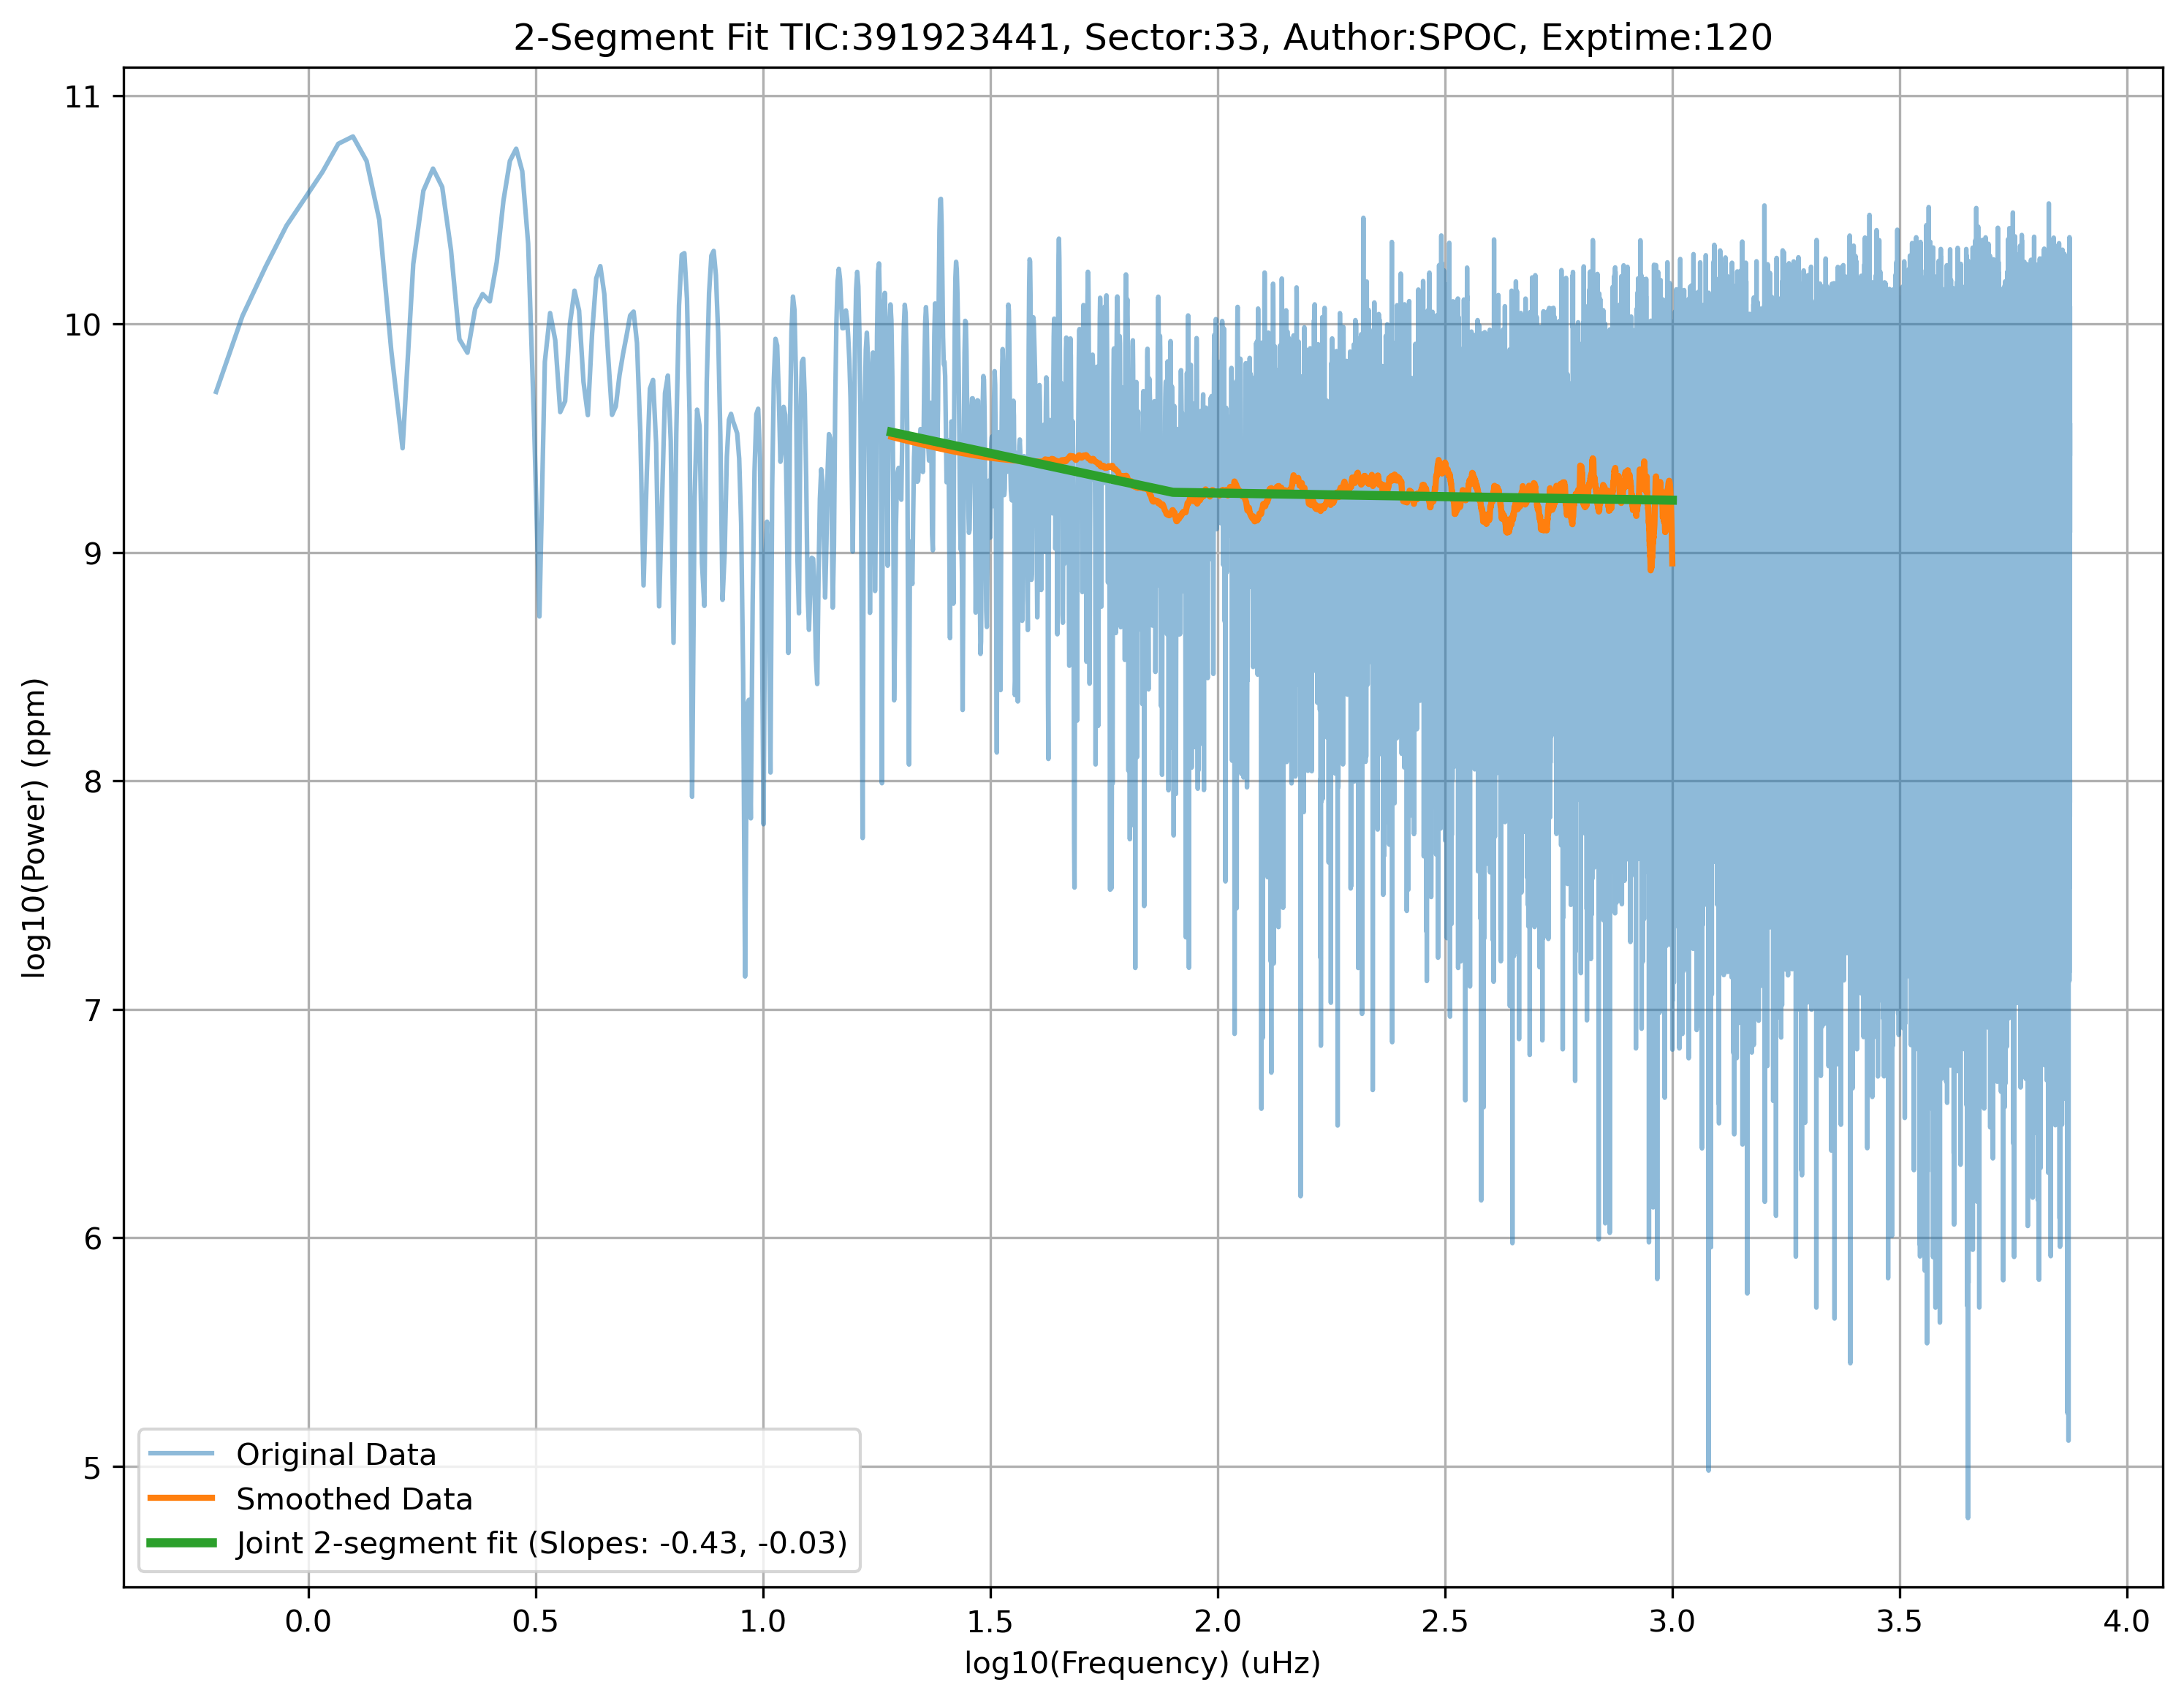 2-Segment Fit TIC:391923441, Sector:33, Author:SPOC, Exptime:120
11
10
9
8
7
6
5
log10(Power) (ppm)
Original Data
Smoothed Data
Joint 2-segment fit (Slopes: -0.43, -0.03)
0.0 0.5 1.0 1.5 2.0 2.5 3.0 3.5 4.0
log10(Frequency) (uHz)